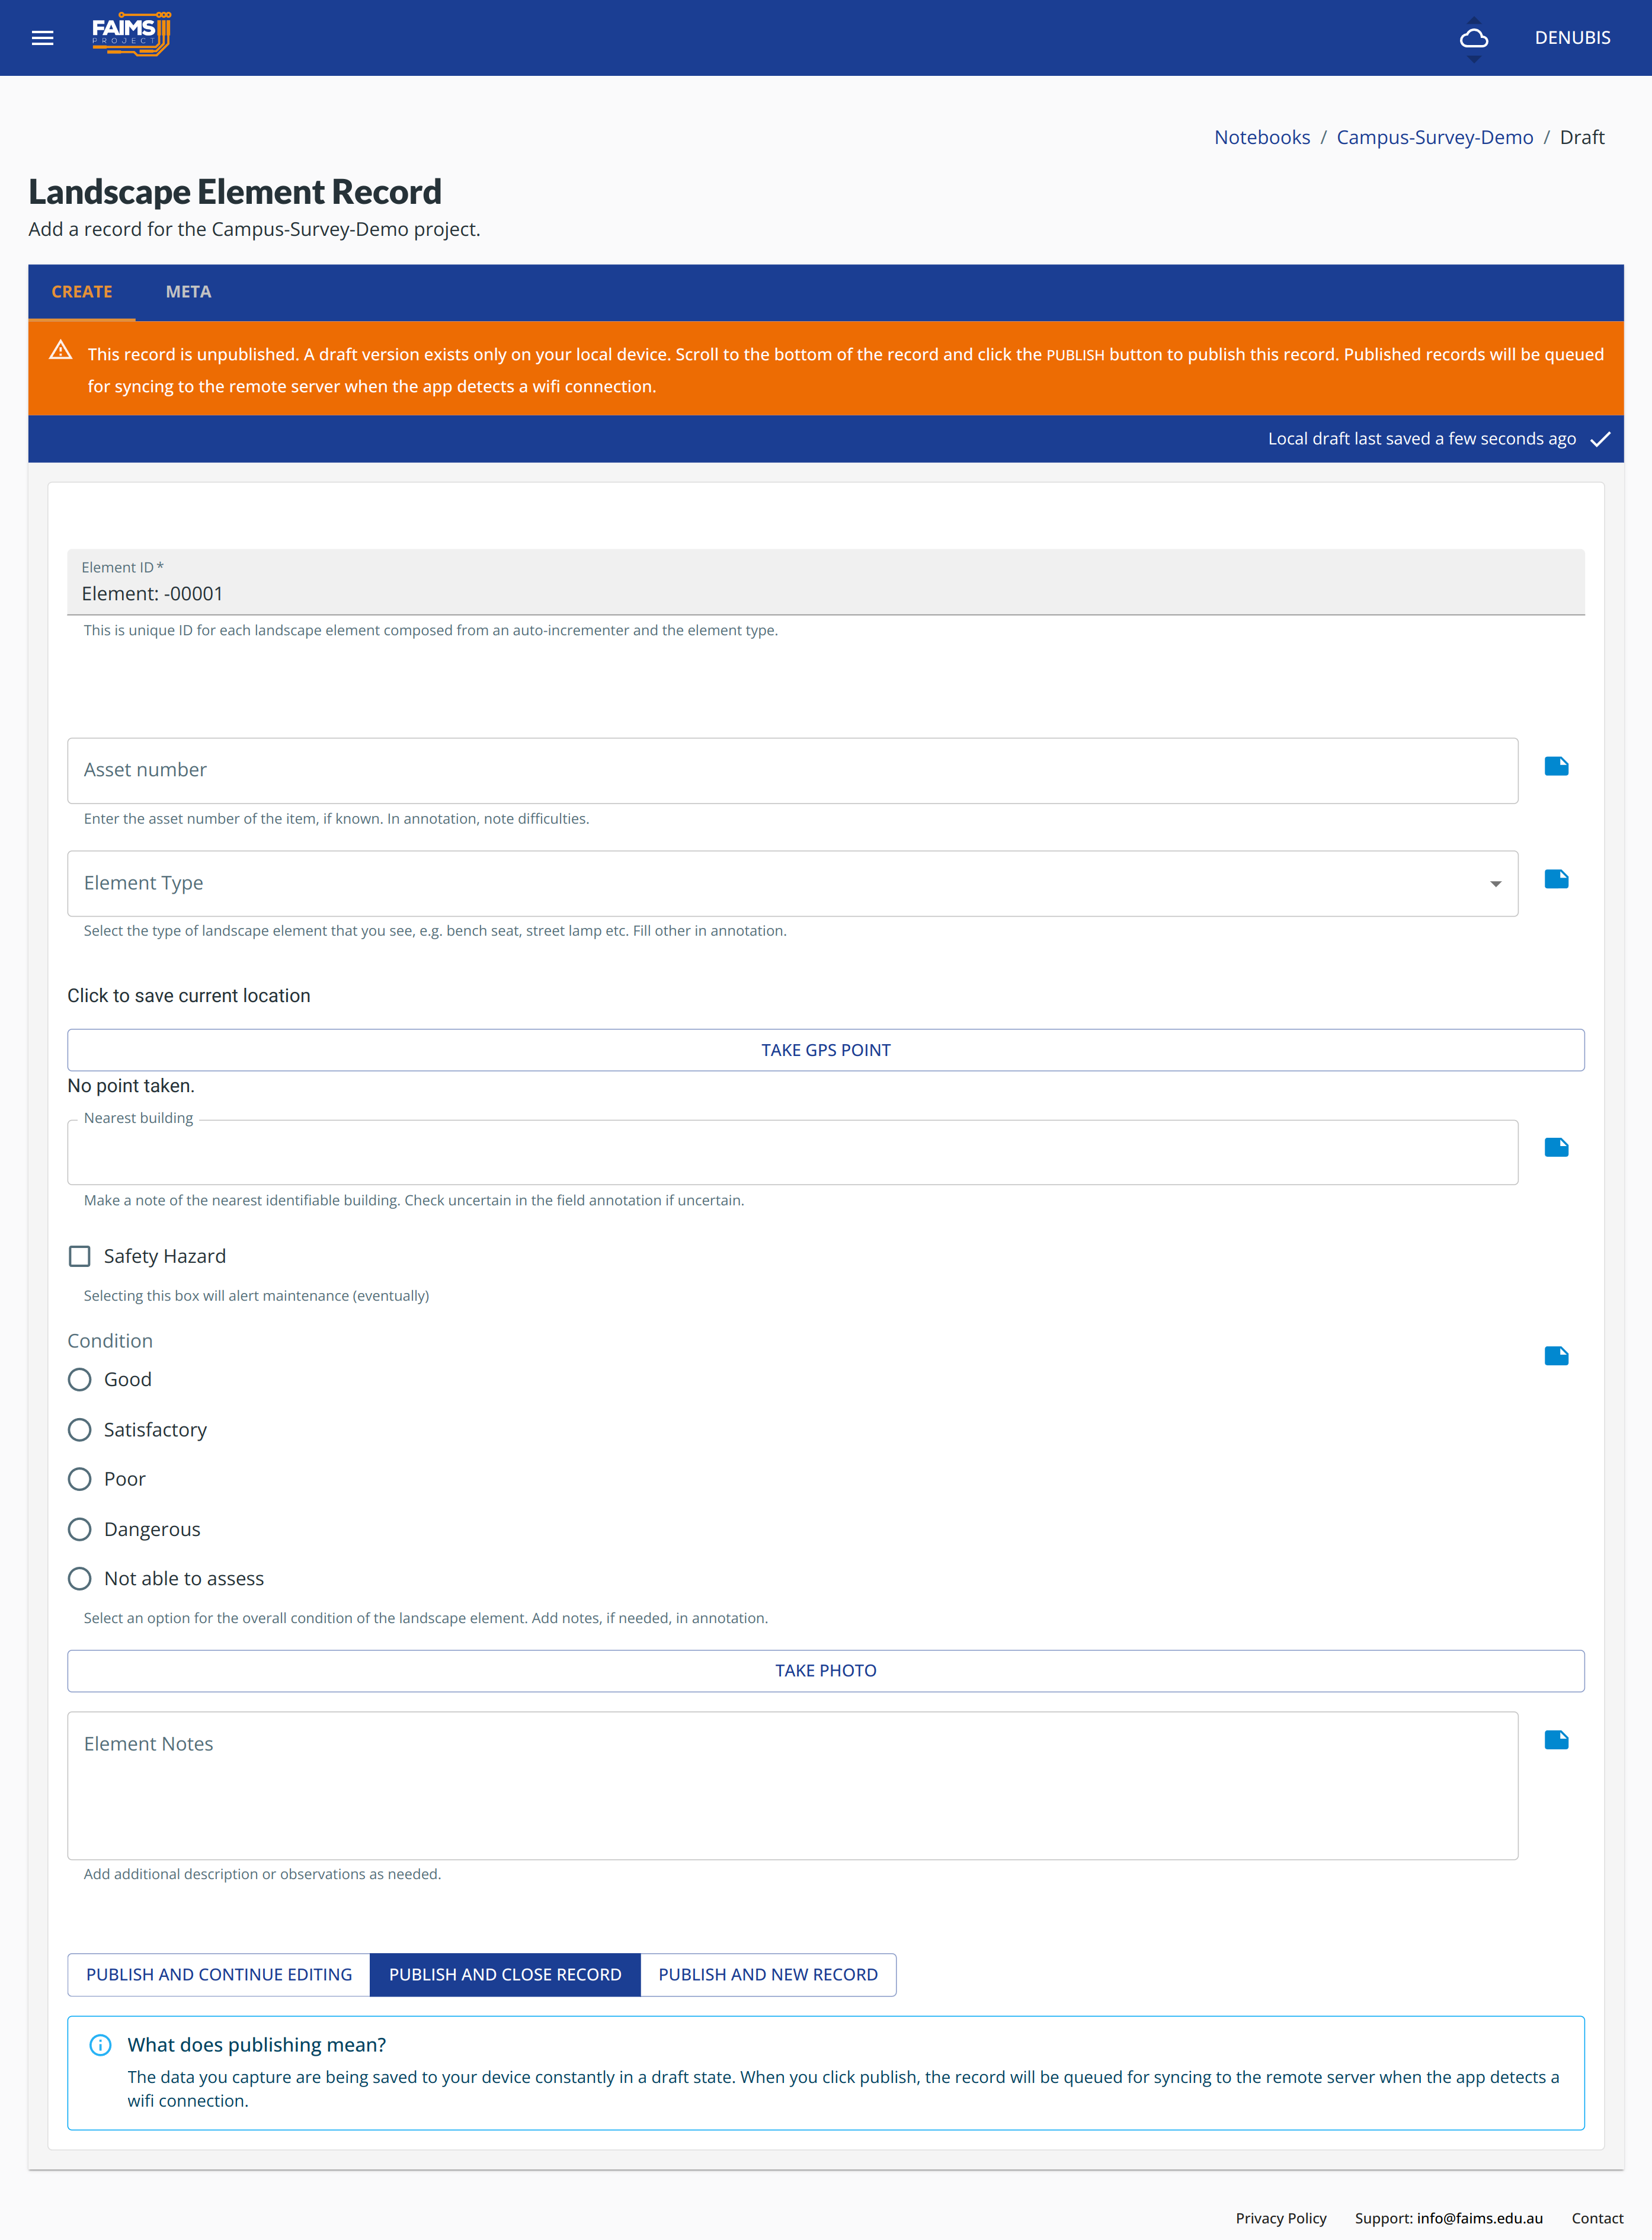 FAIMS
PROJECT
DENUBIS
Notebooks / Campus-Survey-Demo / Draft
Landscape Element Record
Add a record for the Campus-Survey-Demo project.
CREATE
META
This record is unpublished. A draft version exists only on your local device. Scroll to the bottom of the record and click the PUBLISH button to publish this record. Published records will be queued
for syncing to the remote server when the app detects a wifi connection.
Local draft last saved a few seconds ago
Element ID *
Element: -00001
This is unique ID for each landscape element composed from an auto-incrementer and the element type.
Asset number
Enter the asset number of the item, if known. In annotation, note difficulties.
Element Type
Select the type of landscape element that you see, e.g. bench seat, street lamp etc. Fill other in annotation.
Click to save current location
TAKE GPS POINT
No point taken.
Nearest building
Make a note of the nearest identifiable building. Check uncertain in the field annotation if uncertain.
Safety Hazard
Selecting this box will alert maintenance (eventually)
Condition
Good
Satisfactory
Poor
Dangerous
Not able to assess
Select an option for the overall condition of the landscape element. Add notes, if needed, in annotation.
TAKE PHOTO
Element Notes
Add additional description or observations as needed.
PUBLISH AND CONTINUE EDITING
PUBLISH AND CLOSE RECORD
PUBLISH AND NEW RECORD
What does publishing mean?
The data you capture are being saved to your device constantly in a draft state. When you click publish, the record will be queued for syncing to the remote server when the app detects a
wifi connection.
Privacy Policy
Support: info@faims.edu.au
Contact